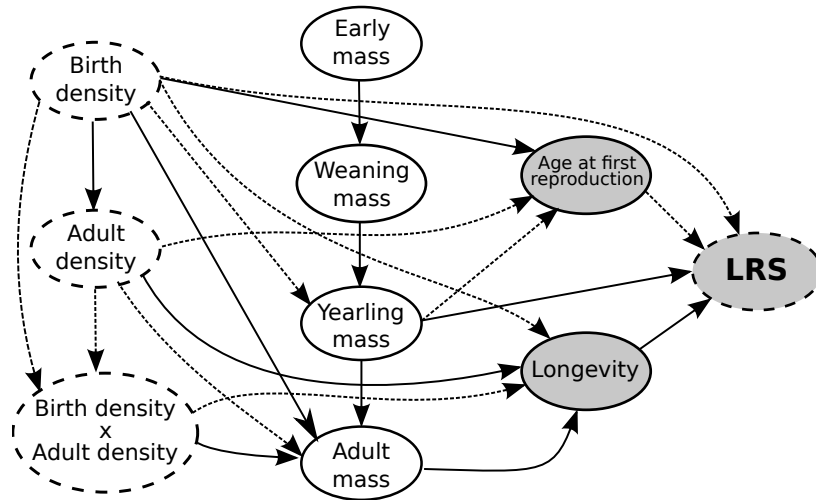 Early
mass
Birth
density
Weaning
mass
Age at first
reproduction
Adult
density
LRS
Yearling
mass
Longevity
Birth density
x
Adult density
Adult
mass